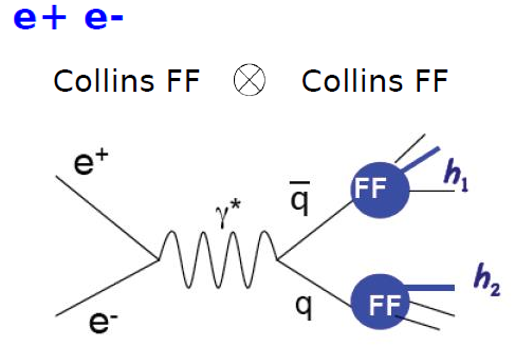 e+ e-
Collins FF ⊗ Collins FF
e⁺
γ*
q̅
FF
h₁
e⁻
q
FF
h₂